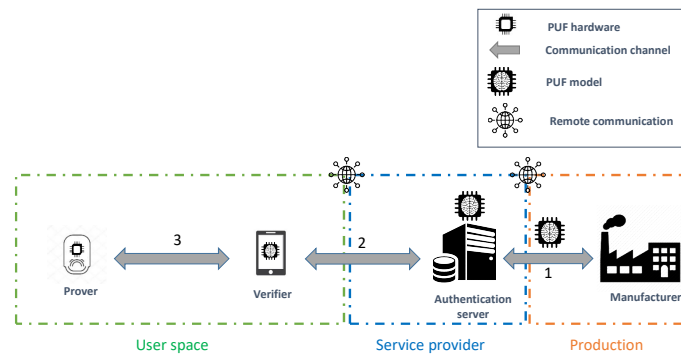 PUF hardware
Communication channel
PUF model
Remote communication
3
2
1
Prover
Verifier
Authentication
server
Manufacturer
User space
Service provider
Production